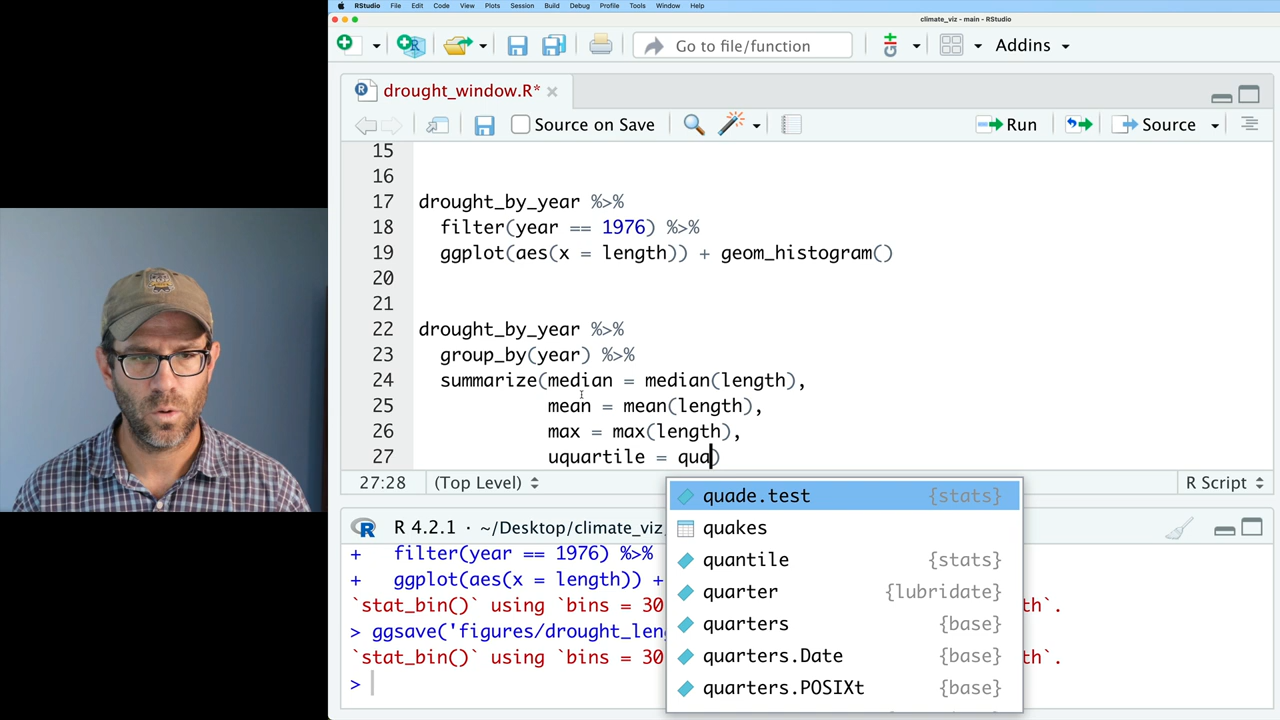 RStudio File Edit Code View Plots Session Build Debug Profile Tools Window Help
climate_viz - main - RStudio
Go to file/function Addins
drought_window.R*
Source on Save Run Source
15
16
17 drought_by_year %>%
18 filter(year == 1976) %>%
19 ggplot(aes(x = length)) + geom_histogram()
20
21
22 drought_by_year %>%
23 group_by(year) %>%
24 summarize(median = median(length),
25 mean = mean(length),
26 max = max(length),
27 uquartile = qua)
27:28 (Top Level) R Script
quade.test {stats}
quakes
quantile {stats}
quarter {lubridate}
quarters {base}
quarters.Date {base}
quarters.POSIXt {base}
R 4.2.1 · ~/Desktop/climate_viz
+ filter(year == 1976) %>%
+ ggplot(aes(x = length)) +
`stat_bin()` using `bins = 30 th`.
> ggsave('figures/drought_len
`stat_bin()` using `bins = 30 th`.
>